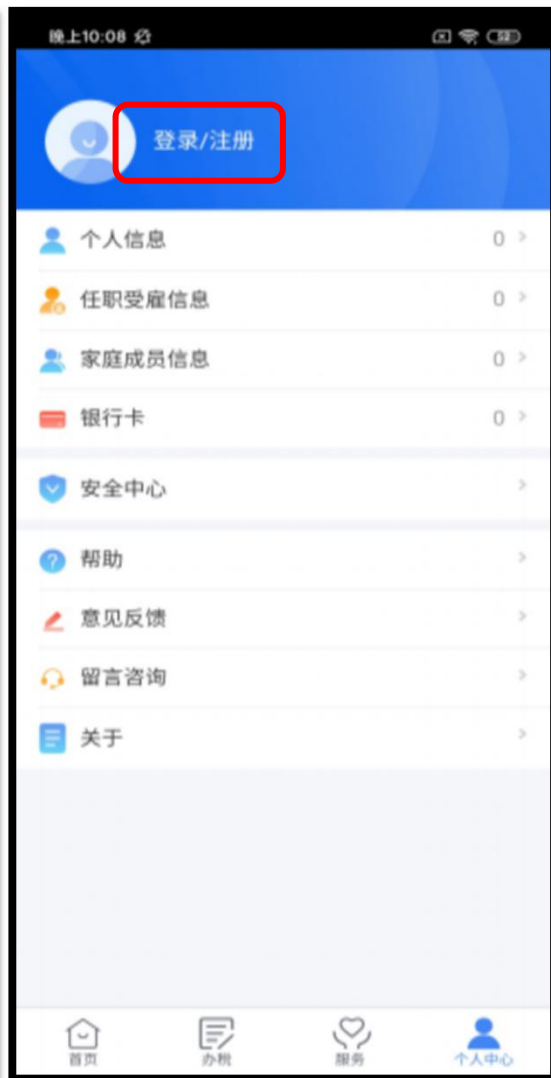 晚上10:08
52
登录/注册
个人信息 0
任职受雇信息 0
家庭成员信息 0
银行卡 0
安全中心
帮助
意见反馈
留言咨询
关于
首页 办税 服务 个人中心